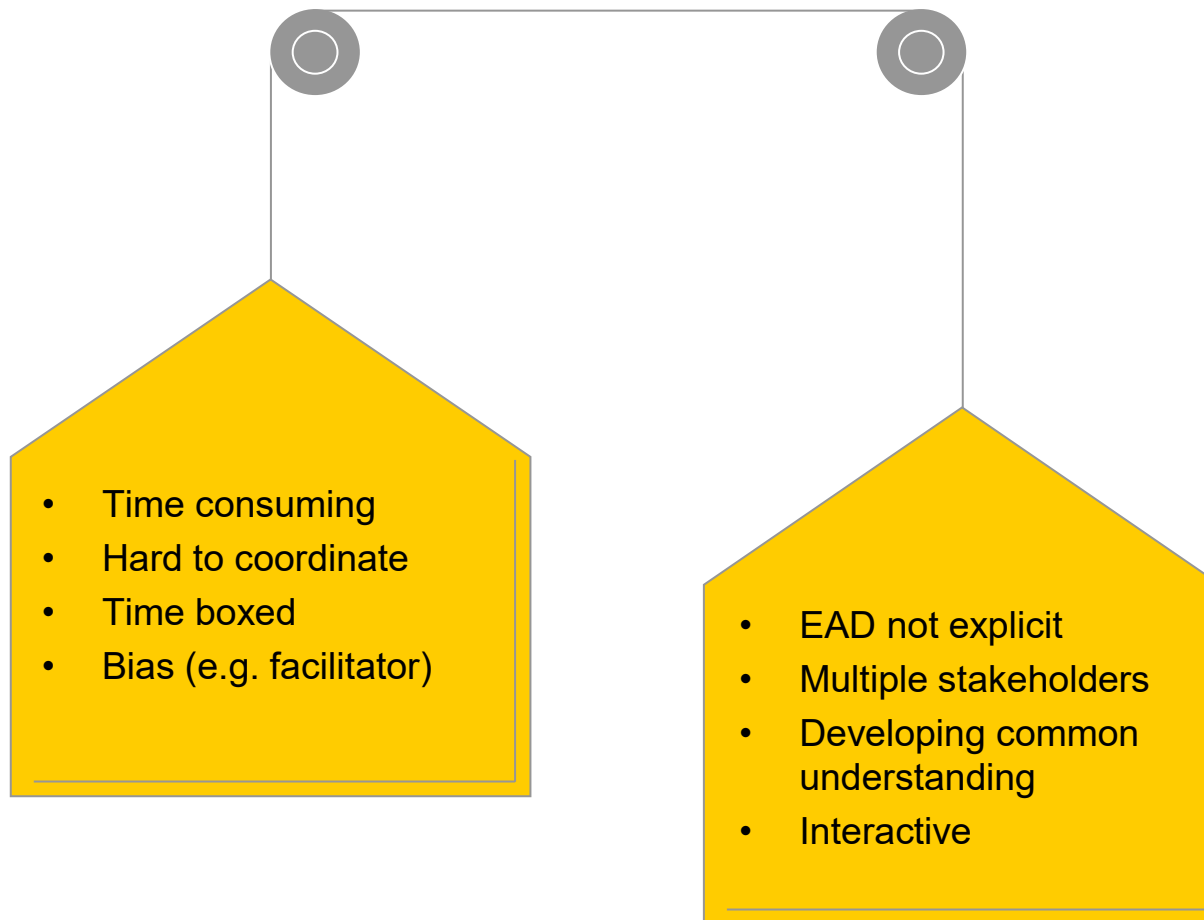 • Time consuming
• Hard to coordinate
• Time boxed
• Bias (e.g. facilitator)
• EAD not explicit
• Multiple stakeholders
• Developing common
understanding
• Interactive